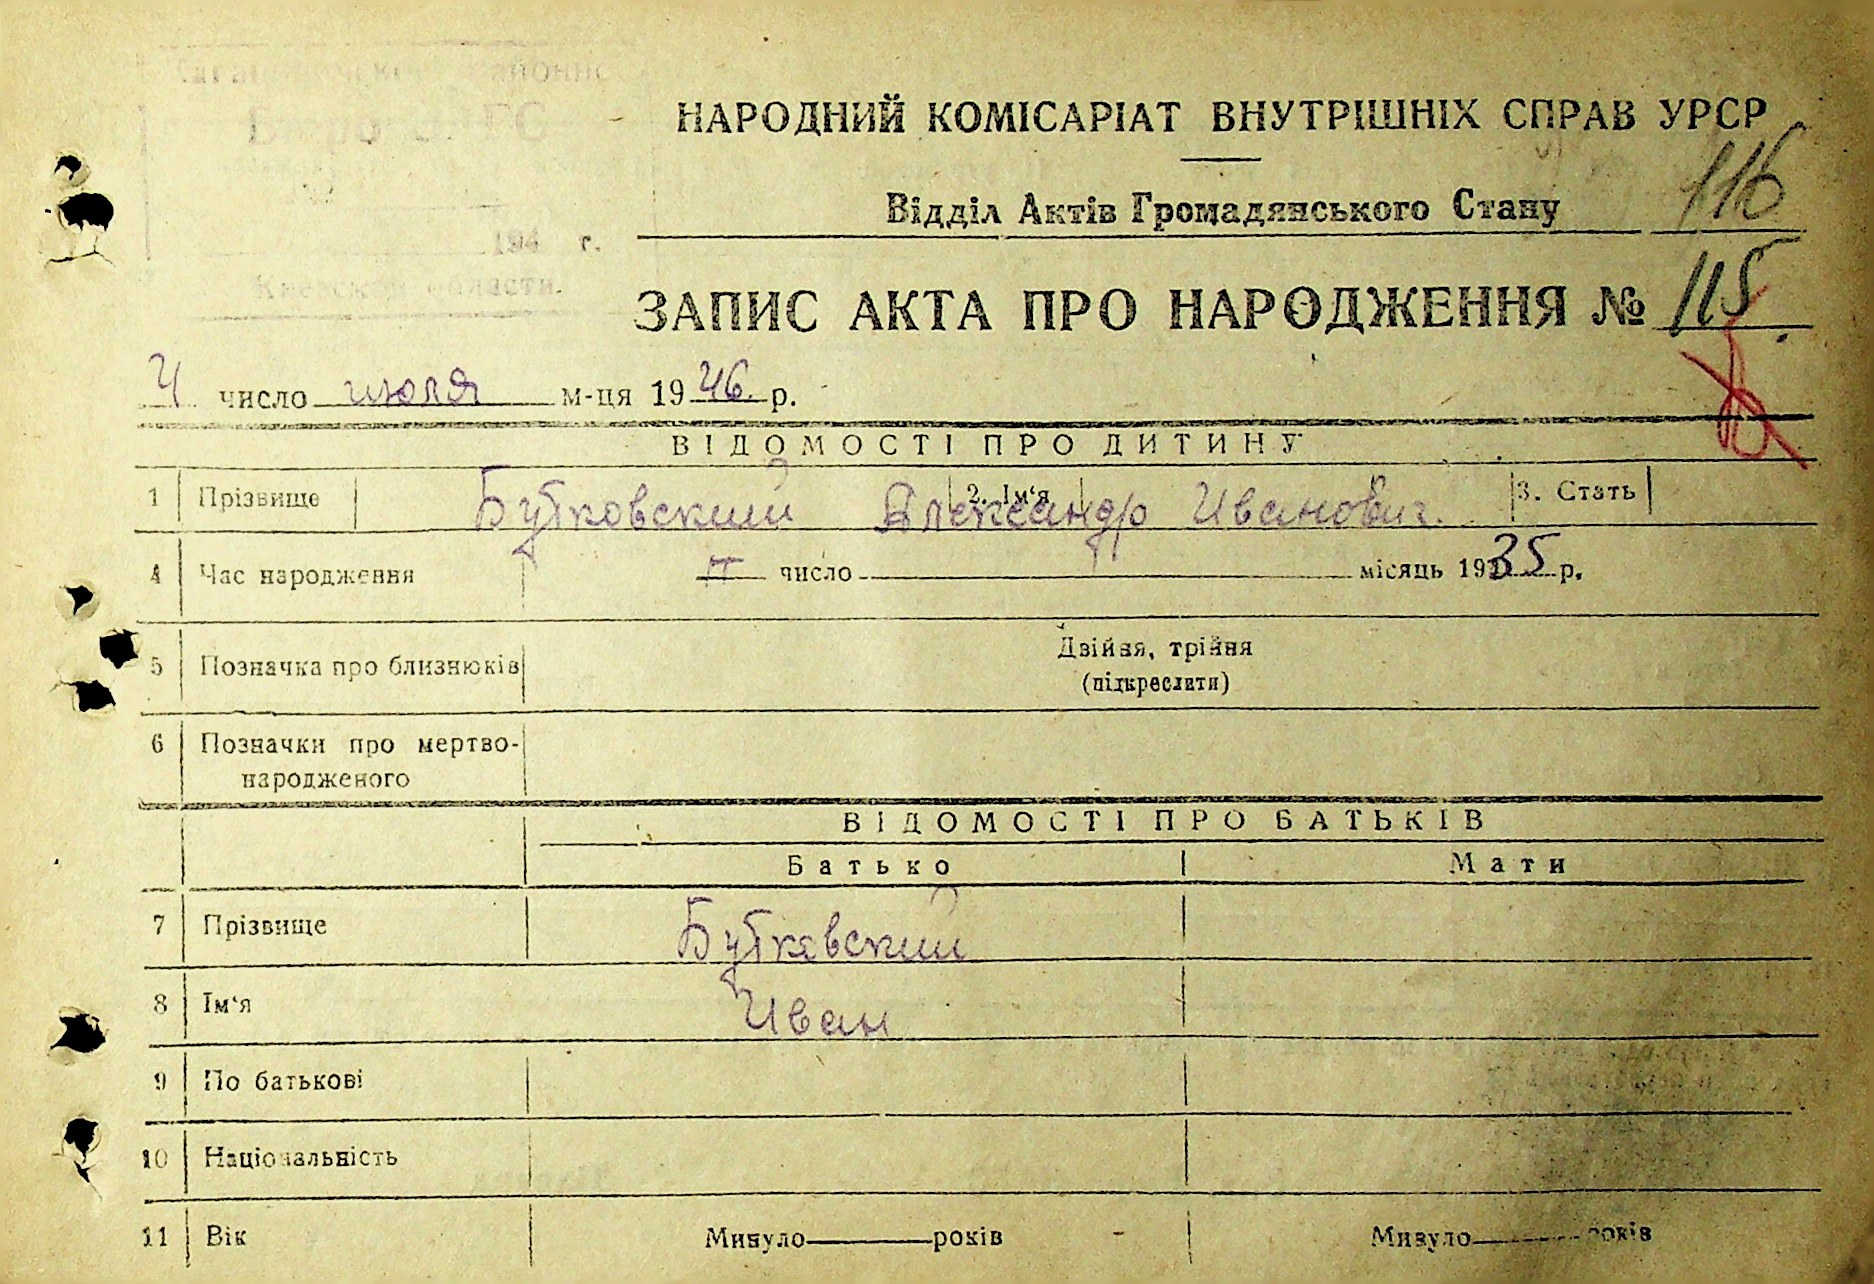 НАРОДНИЙ КОМІСАРІАТ ВНУТРІШНІХ СПРАВ УРСР
116
Відділ Актів Громадянського Стану
194 г.
Киевской области.
ЗАПИС АКТА ПРО НАРОДЖЕННЯ № 115
4 число июля м-ця 1946 р.
ВІДОМОСТІ ПРО ДИТИНУ
1 Прізвище Бутковский 2. Ім'я Александр Иванович. 3. Стать
4 Час народження число місяць 1935 р.
5 Позначка про близнюків Двійня, трійня
(підкреслити)
6 Позначки про мертво-
народженого
ВІДОМОСТІ ПРО БАТЬКІВ
Батько Мати
7 Прізвище Бутковский
8 Ім'я Иван
9 По батькові
10 Національність
11 Вік Минуло років Минуло років